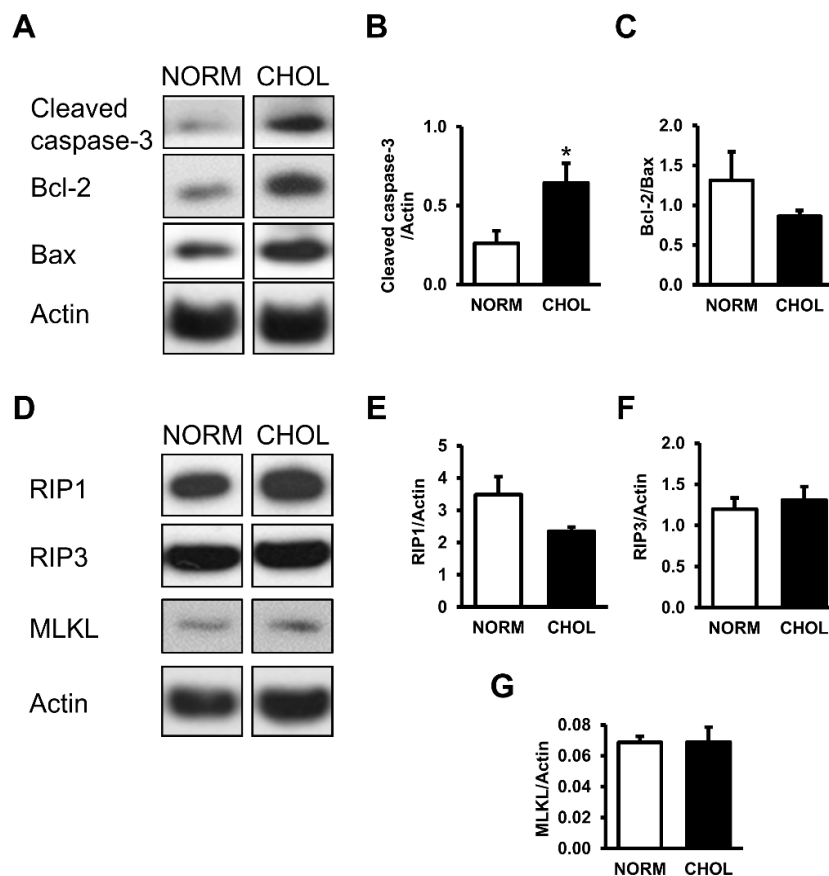 A
NORM CHOL
Cleaved
caspase-3
Bcl-2
Bax
Actin
B
Cleaved caspase-3
/Actin
1.0
0.5
0.0
*
NORM CHOL
C
Bcl-2/Bax
2.0
1.5
1.0
0.5
0.0
NORM CHOL
D
NORM CHOL
RIP1
RIP3
MLKL
Actin
E
RIP1/Actin
5
4
3
2
1
0
NORM CHOL
F
RIP3/Actin
2.0
1.5
1.0
0.5
0.0
NORM CHOL
G
MLKL/Actin
0.08
0.06
0.04
0.02
0.00
NORM CHOL